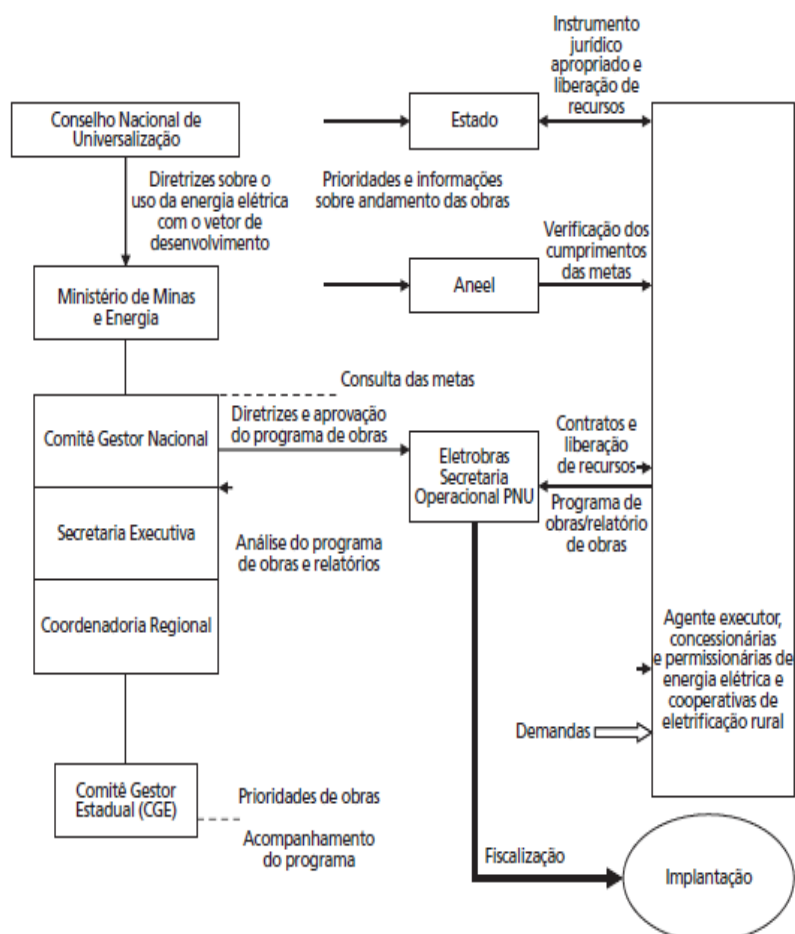 Instrumento
jurídico
apropriado e
liberação de
recursos
Conselho Nacional de
Universalização
Estado
Diretrizes sobre o
uso da energia elétrica
com o vetor de
desenvolvimento
Prioridades e informações
sobre andamento das obras
Verificação dos
cumprimentos
das metas
Ministério de Minas
e Energia
Aneel
Consulta das metas
Comitê Gestor Nacional
Diretrizes e aprovação
do programa de obras
Eletrobras
Secretaria
Operacional PNU
Contratos e
liberação
de recursos
Programa de
obras/relatório
de obras
Secretaria Executiva
Análise do programa
de obras e relatórios
Coordenadoria Regional
Agente executor,
concessionárias
e permissionárias de
energia elétrica e
cooperativas de
eletrificação rural
Demandas
Comitê Gestor
Estadual (CGE)
Prioridades de obras
Acompanhamento
do programa
Fiscalização
Implantação